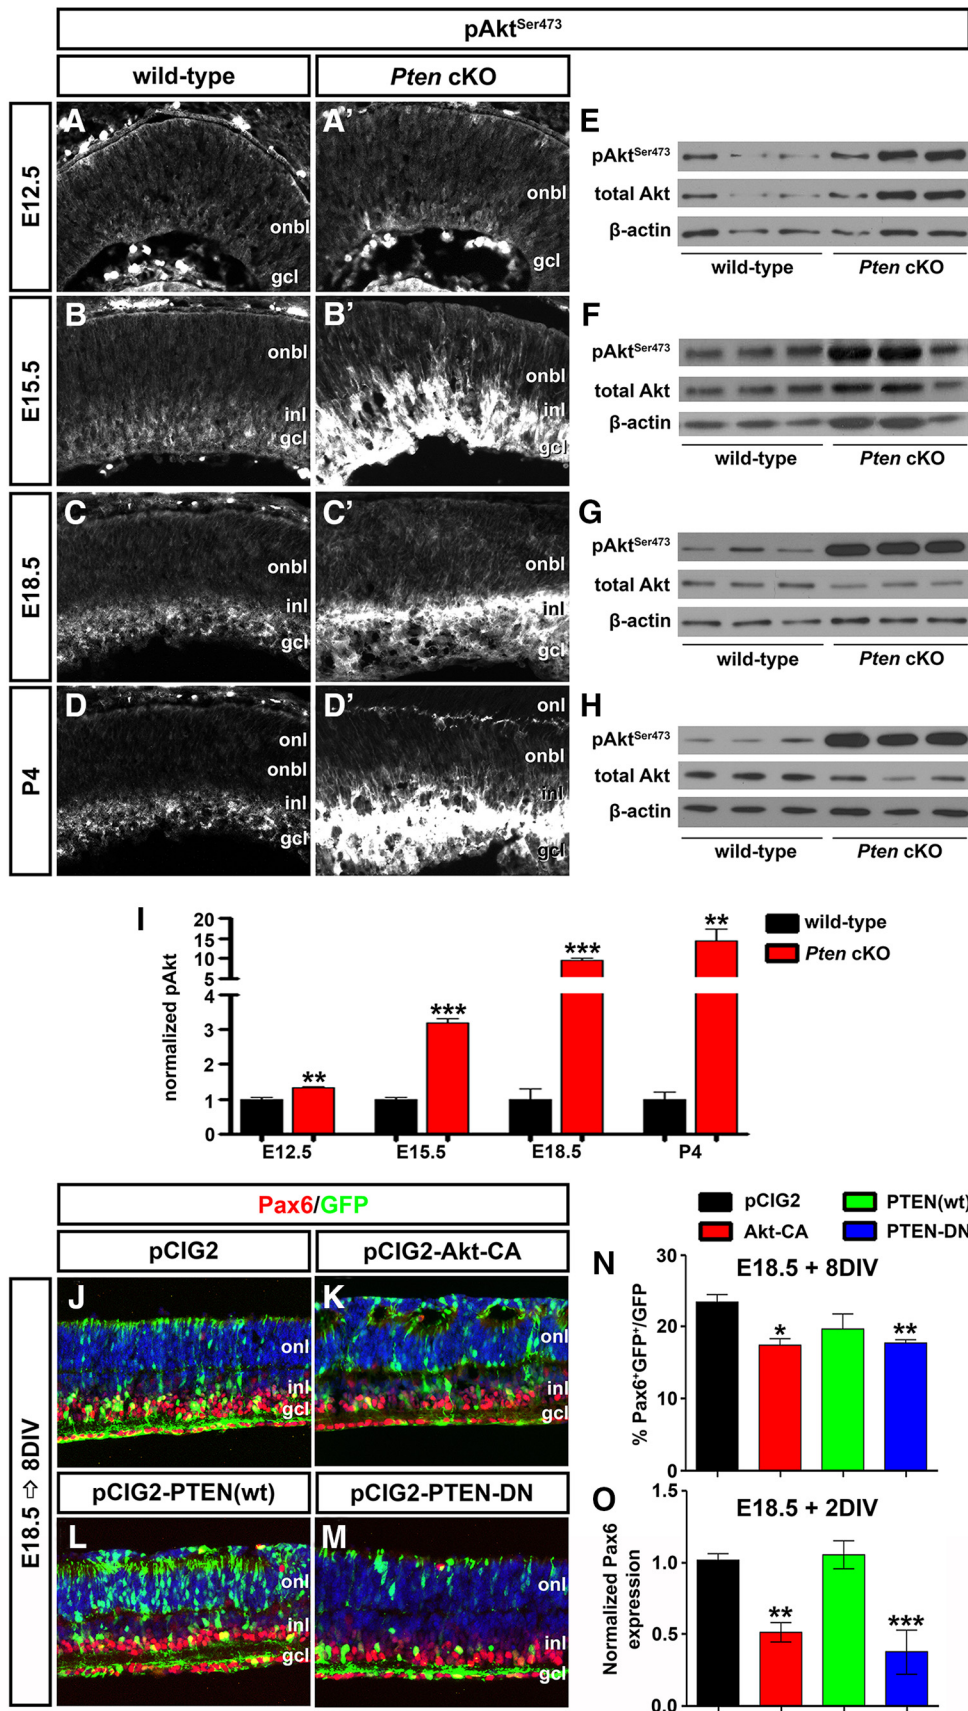 pAktSer473
wild-type
Pten cKO
E12.5
A
onbl
gcl
A'
onbl
gcl
E
pAktSer473
total Akt
β-actin
wild-type
Pten cKO
E15.5
B
onbl
inl
gcl
B'
onbl
inl
gcl
F
pAktSer473
total Akt
β-actin
wild-type
Pten cKO
E18.5
C
onbl
inl
gcl
C'
onbl
inl
gcl
G
pAktSer473
total Akt
β-actin
wild-type
Pten cKO
P4
D
onl
onbl
inl
gcl
D'
onl
onbl
inl
gcl
H
pAktSer473
total Akt
β-actin
wild-type
Pten cKO
I
normalized pAkt
20
15
10
5
4
3
2
1
0
**
***
***
**
E12.5
E15.5
E18.5
P4
wild-type
Pten cKO
Pax6/GFP
pCIG2
pCIG2-Akt-CA
E18.5 ⇨ 8DIV
J
onl
inl
gcl
K
onl
inl
gcl
pCIG2-PTEN(wt)
pCIG2-PTEN-DN
L
onl
inl
gcl
M
onl
inl
gcl
pCIG2
Akt-CA
PTEN(wt)
PTEN-DN
N
E18.5 + 8DIV
% Pax6+GFP+/GFP
30
20
10
0
*
**
O
E18.5 + 2DIV
Normalized Pax6
expression
1.5
1.0
0.5
0.0
**
***